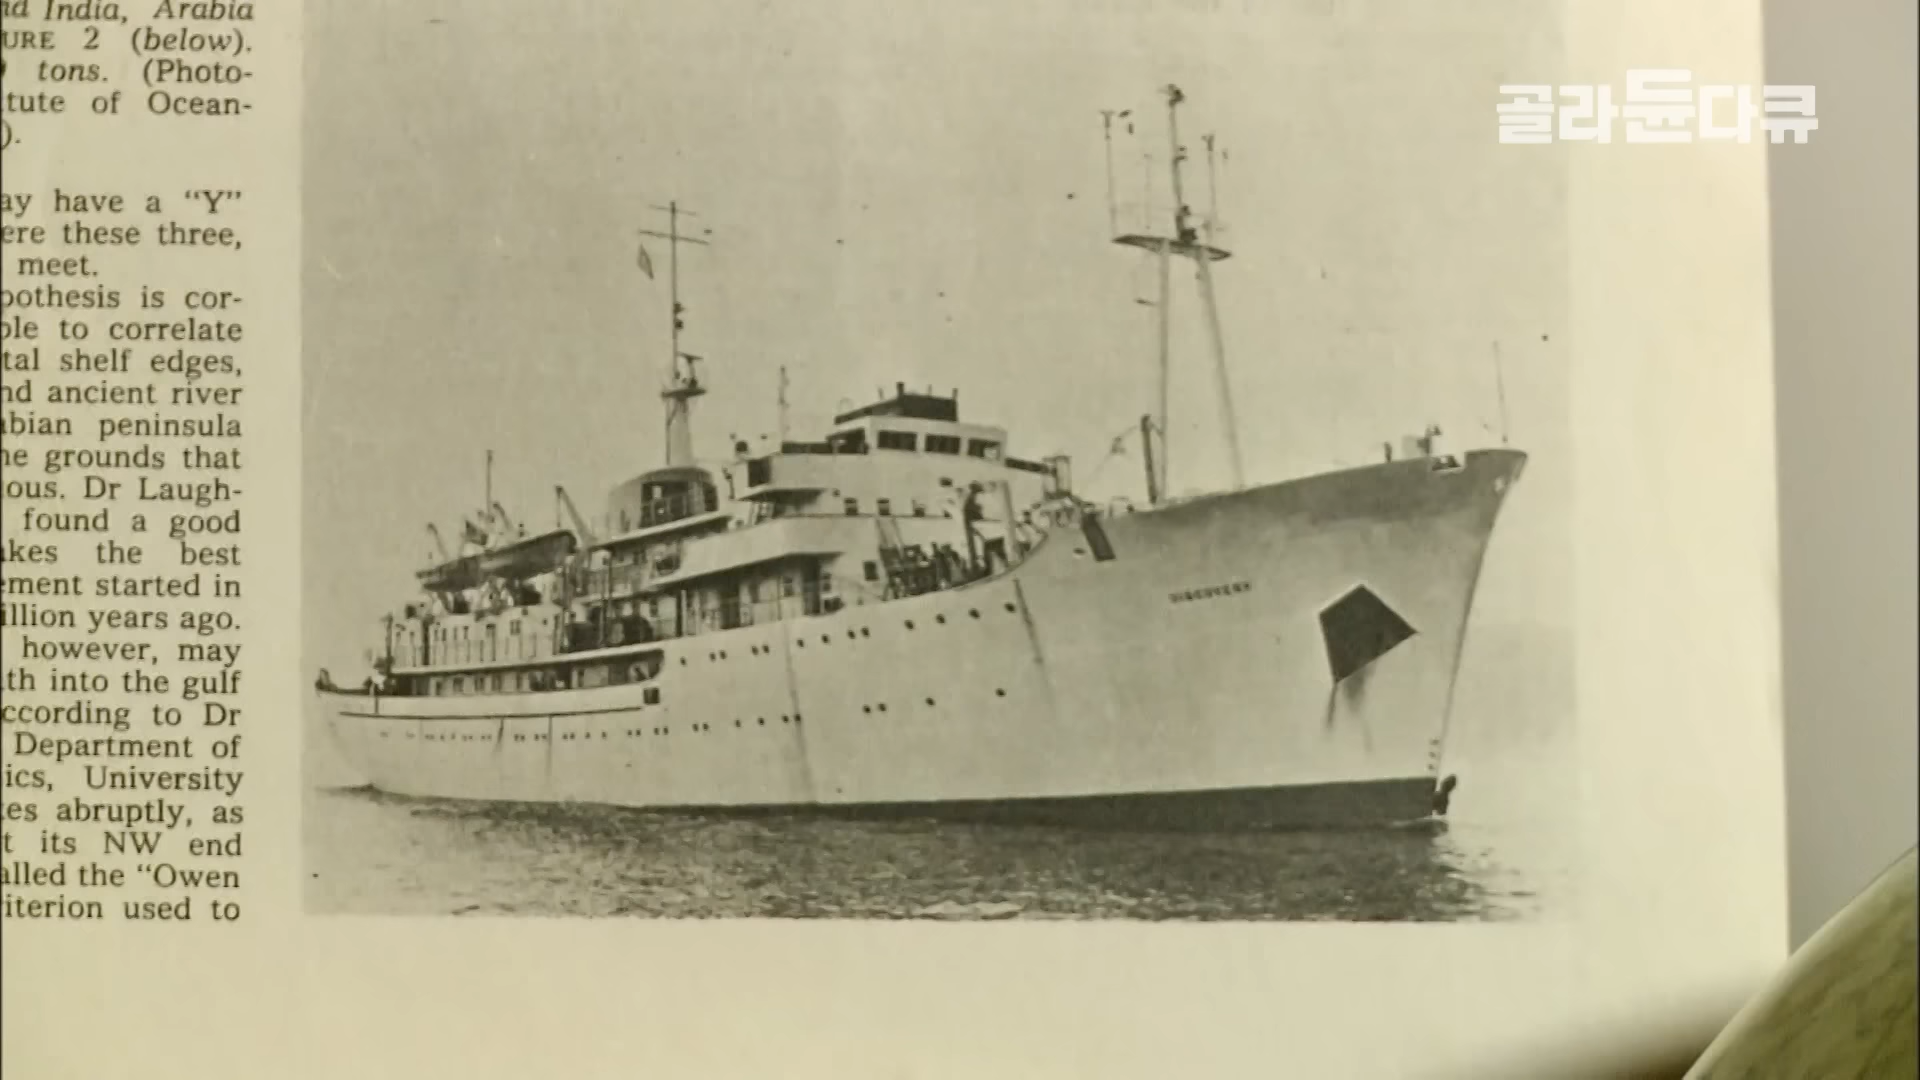 nd India, Arabia
URE 2 (below).
tons. (Photo-
tute of Ocean-
).
ay have a “Y”
ere these three,
meet.
pothesis is cor-
ple to correlate
tal shelf edges,
nd ancient river
bian peninsula
he grounds that
ous. Dr Laugh-
found a good
kes the best
ement started in
illion years ago.
however, may
th into the gulf
ccording to Dr
Department of
ics, University
es abruptly, as
t its NW end
alled the “Owen
iterion used to
DISCOVERY
골라듄다큐